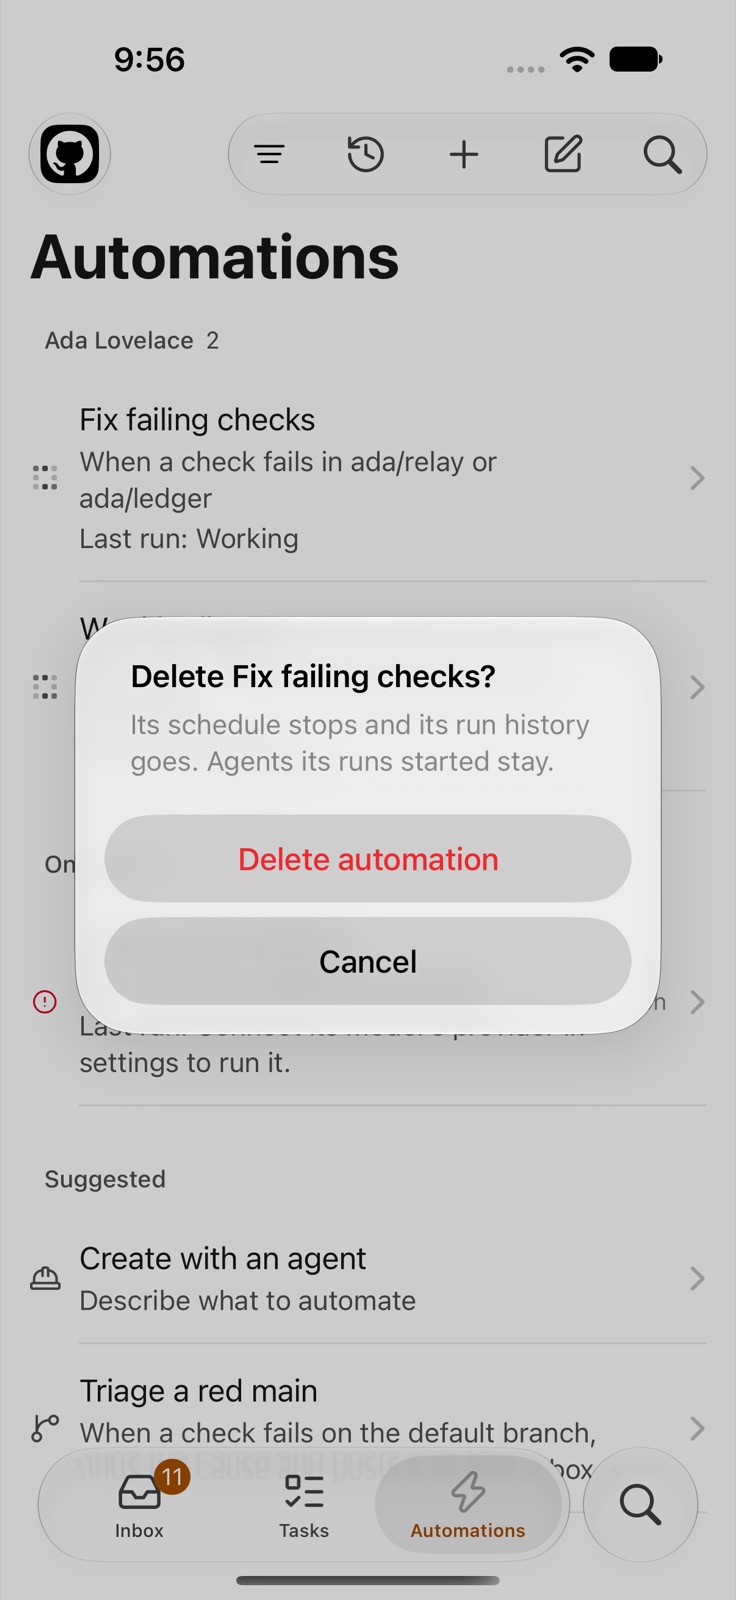 9:56
Automations
Ada Lovelace 2
Fix failing checks
When a check fails in ada/relay or
ada/ledger
Last run: Working
Delete Fix failing checks?
Its schedule stops and its run history
goes. Agents its runs started stay.
Delete automation
Cancel
settings to run it.
Suggested
Create with an agent
Describe what to automate
Triage a red main
When a check fails on the default branch,
11
Inbox
Tasks
Automations